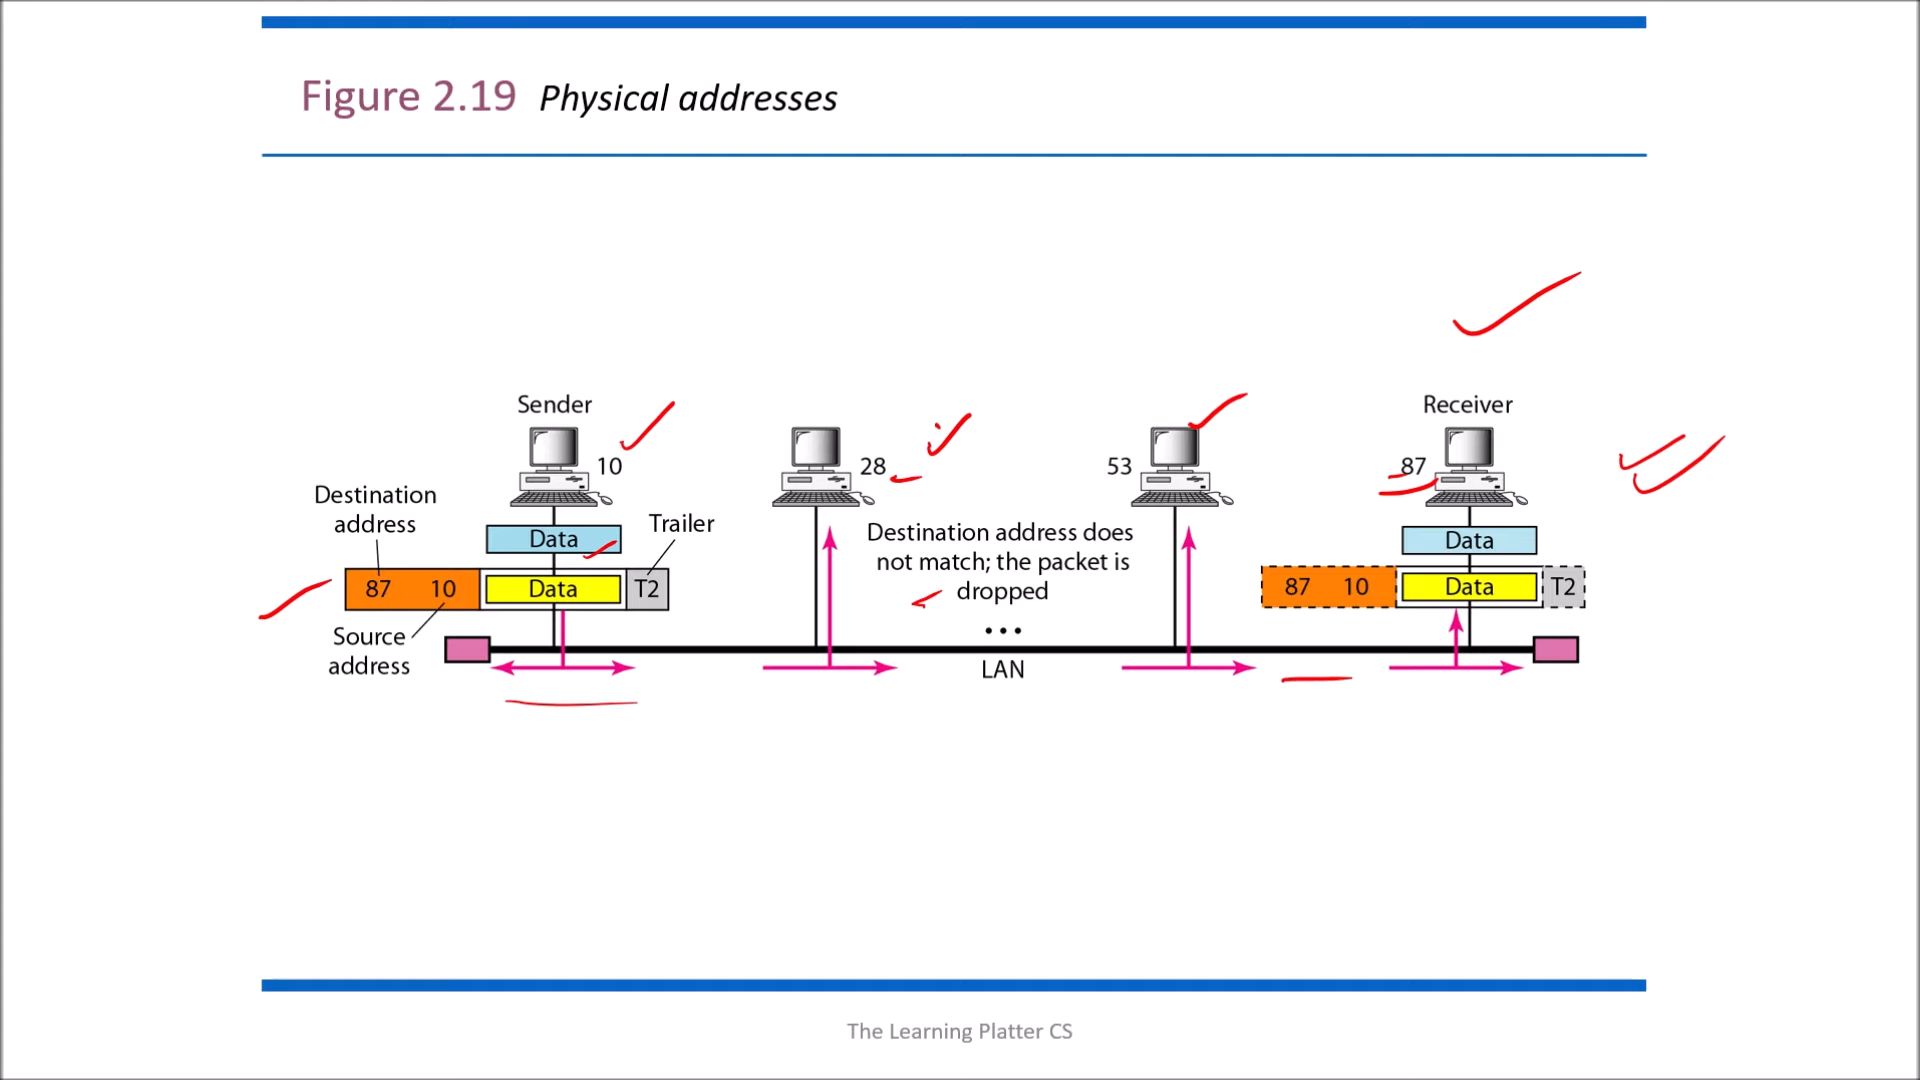 Figure 2.19 Physical addresses
Sender
Receiver
10
28
53
87
Destination
address
Trailer
Data
87 10 Data T2
Source
address
Destination address does
not match; the packet is
dropped
...
LAN
Data
87 10 Data T2
The Learning Platter CS